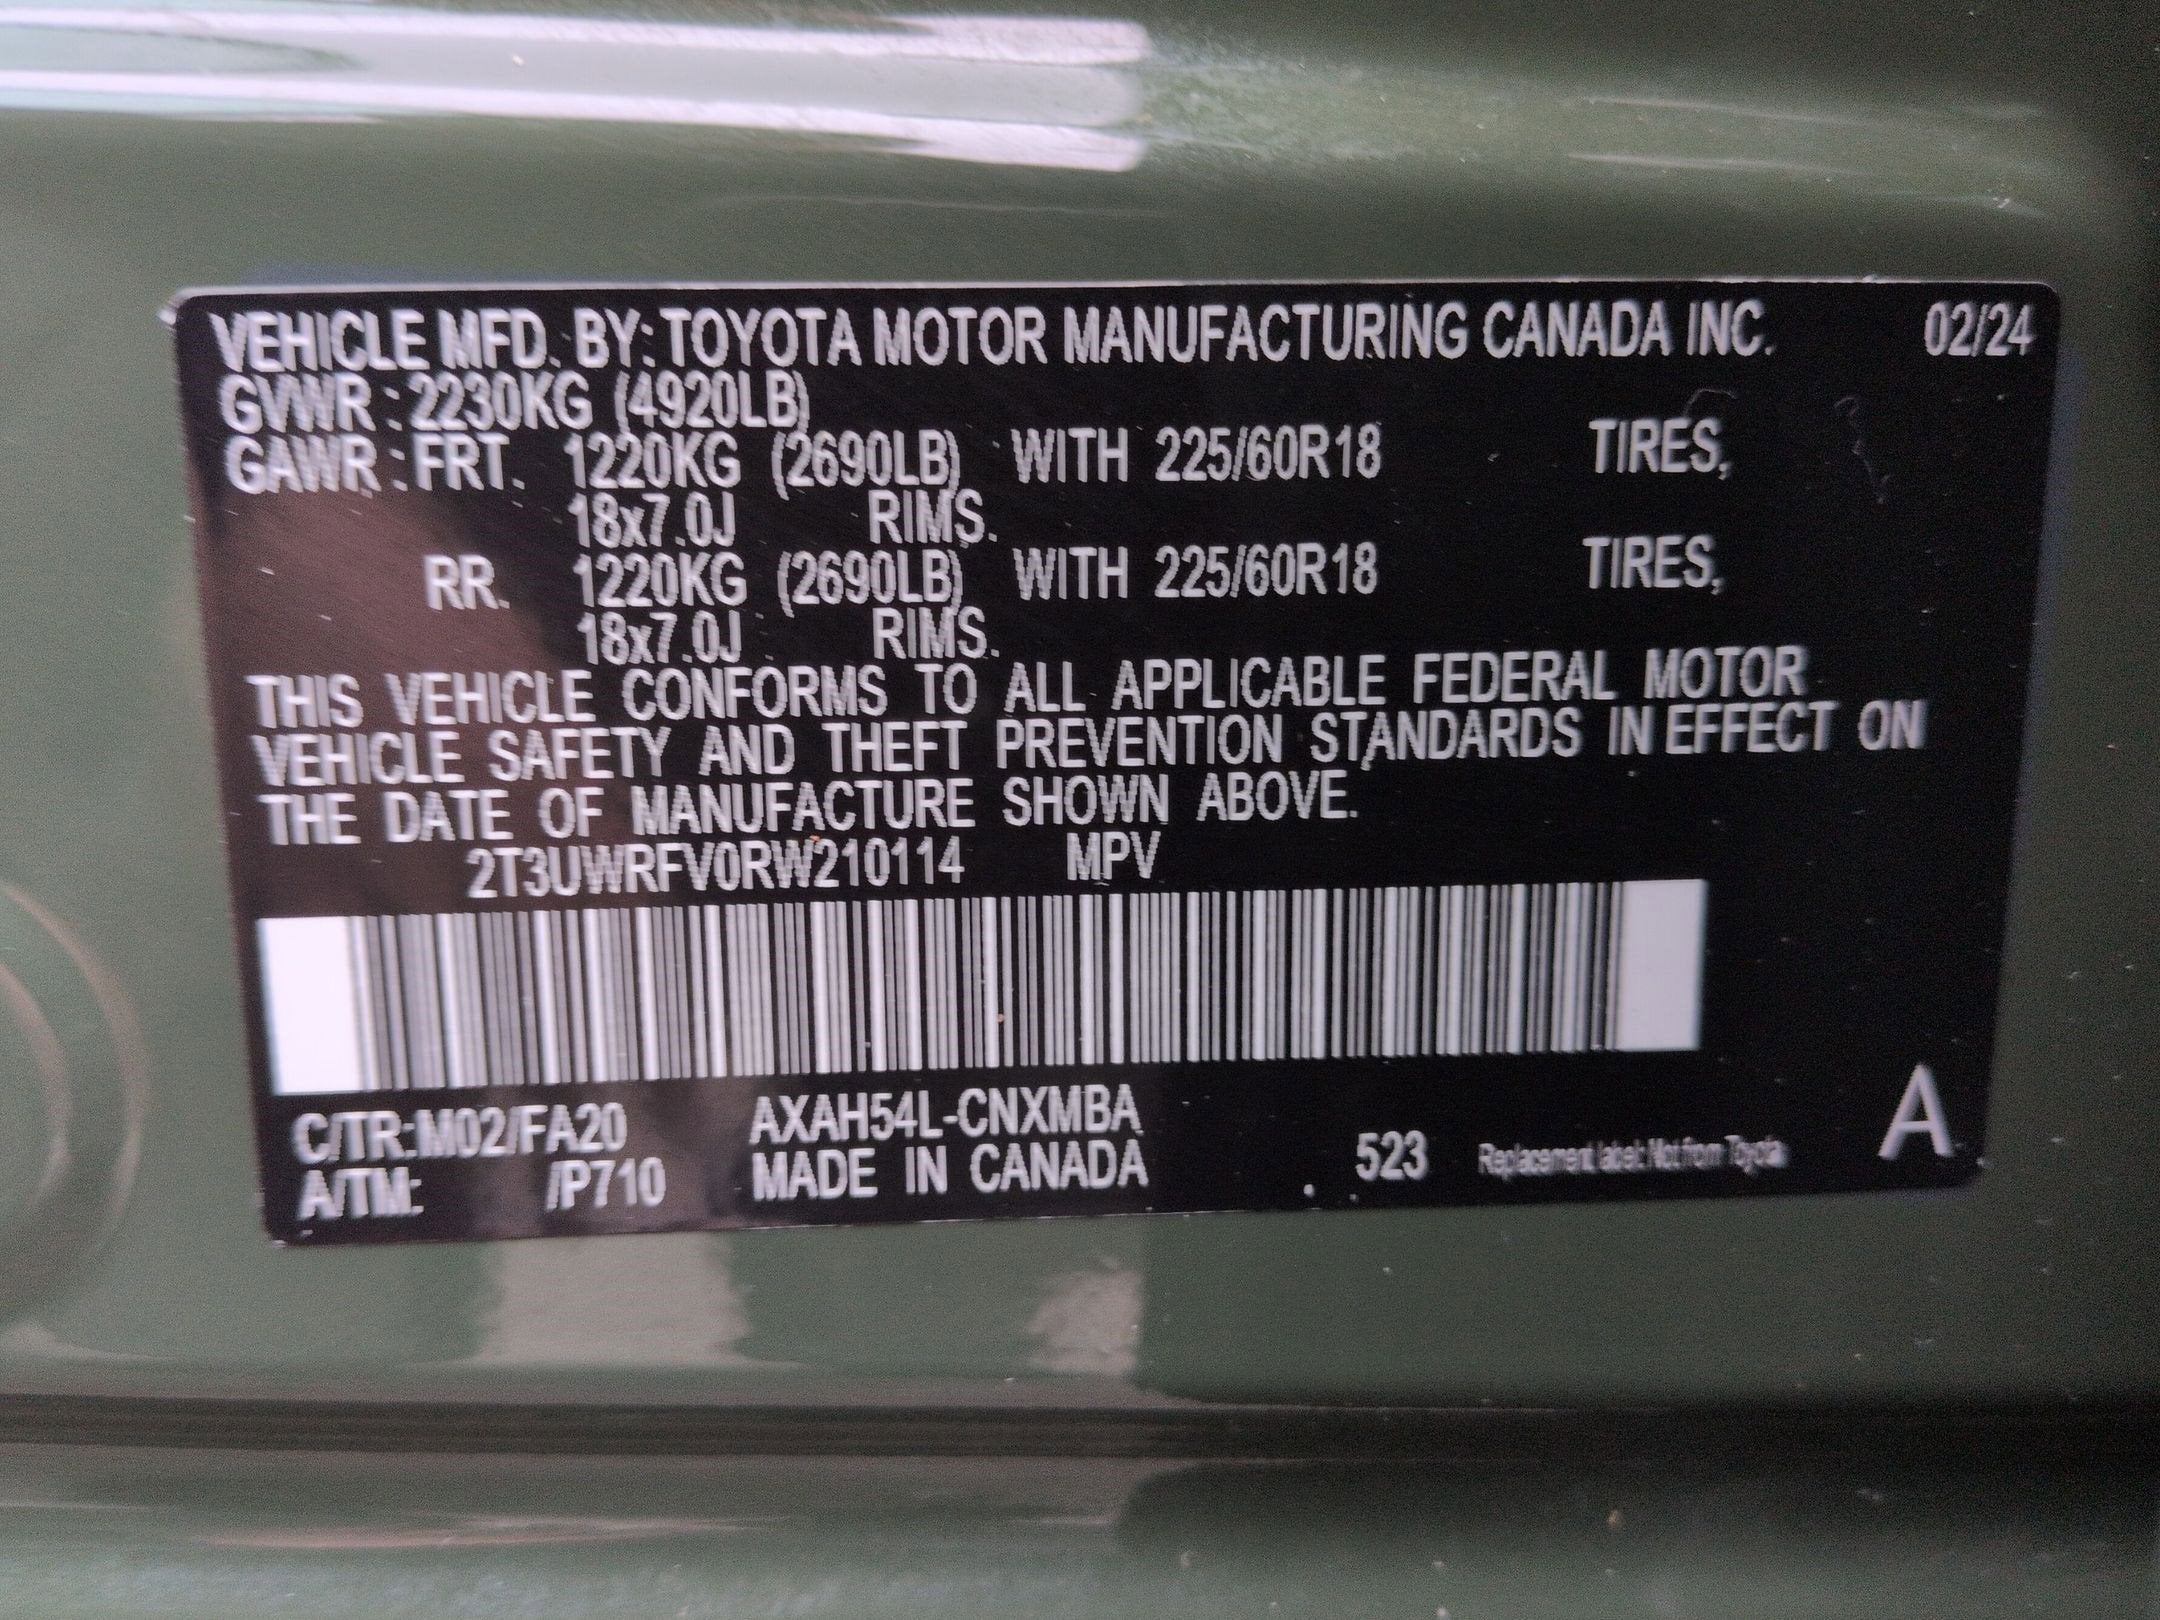 VEHICLE MFD. BY: TOYOTA MOTOR MANUFACTURING CANADA INC. 02/24
GVWR : 2230KG (4920LB)
GAWR : FRT. 1220KG (2690LB) WITH 225/60R18 TIRES,
18x7.0J RIMS.
RR. 1220KG (2690LB) WITH 225/60R18 TIRES,
18x7.0J RIMS.
THIS VEHICLE CONFORMS TO ALL APPLICABLE FEDERAL MOTOR
VEHICLE SAFETY AND THEFT PREVENTION STANDARDS IN EFFECT ON
THE DATE OF MANUFACTURE SHOWN ABOVE.
2T3UWRFV0RW210114 MPV
C/TR:M02/FA20 AXAH54L-CNXMBA
A/TM: /P710 MADE IN CANADA 523 Replacement label: Not from Toyota A